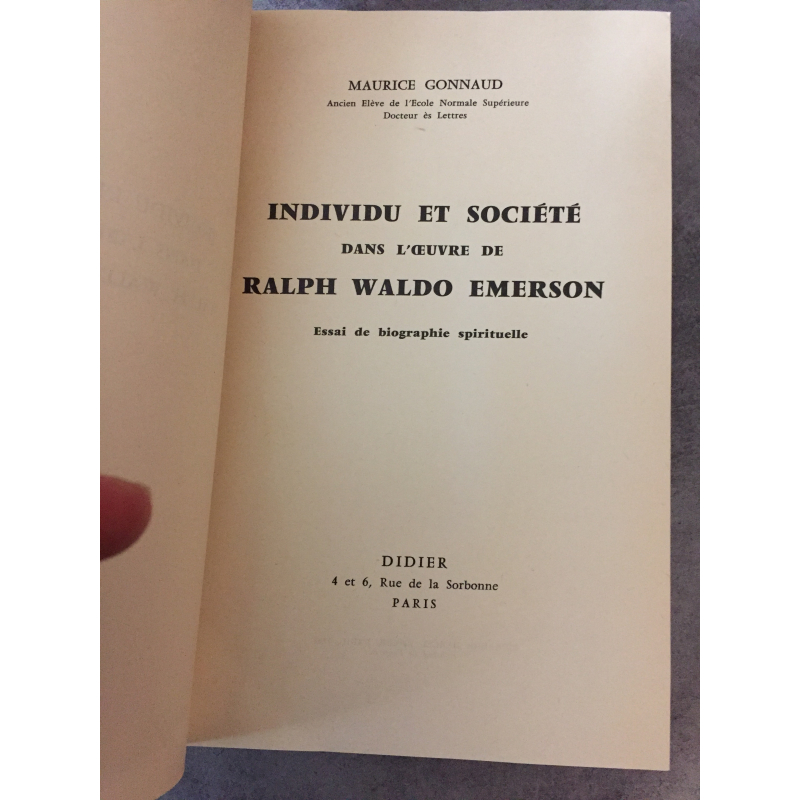 MAURICE GONNAUD
Ancien Elève de l'Ecole Normale Supérieure
Docteur ès Lettres
INDIVIDU ET SOCIÉTÉ
DANS L'ŒUVRE DE
RALPH WALDO EMERSON
Essai de biographie spirituelle
DIDIER
4 et 6, Rue de la Sorbonne
PARIS